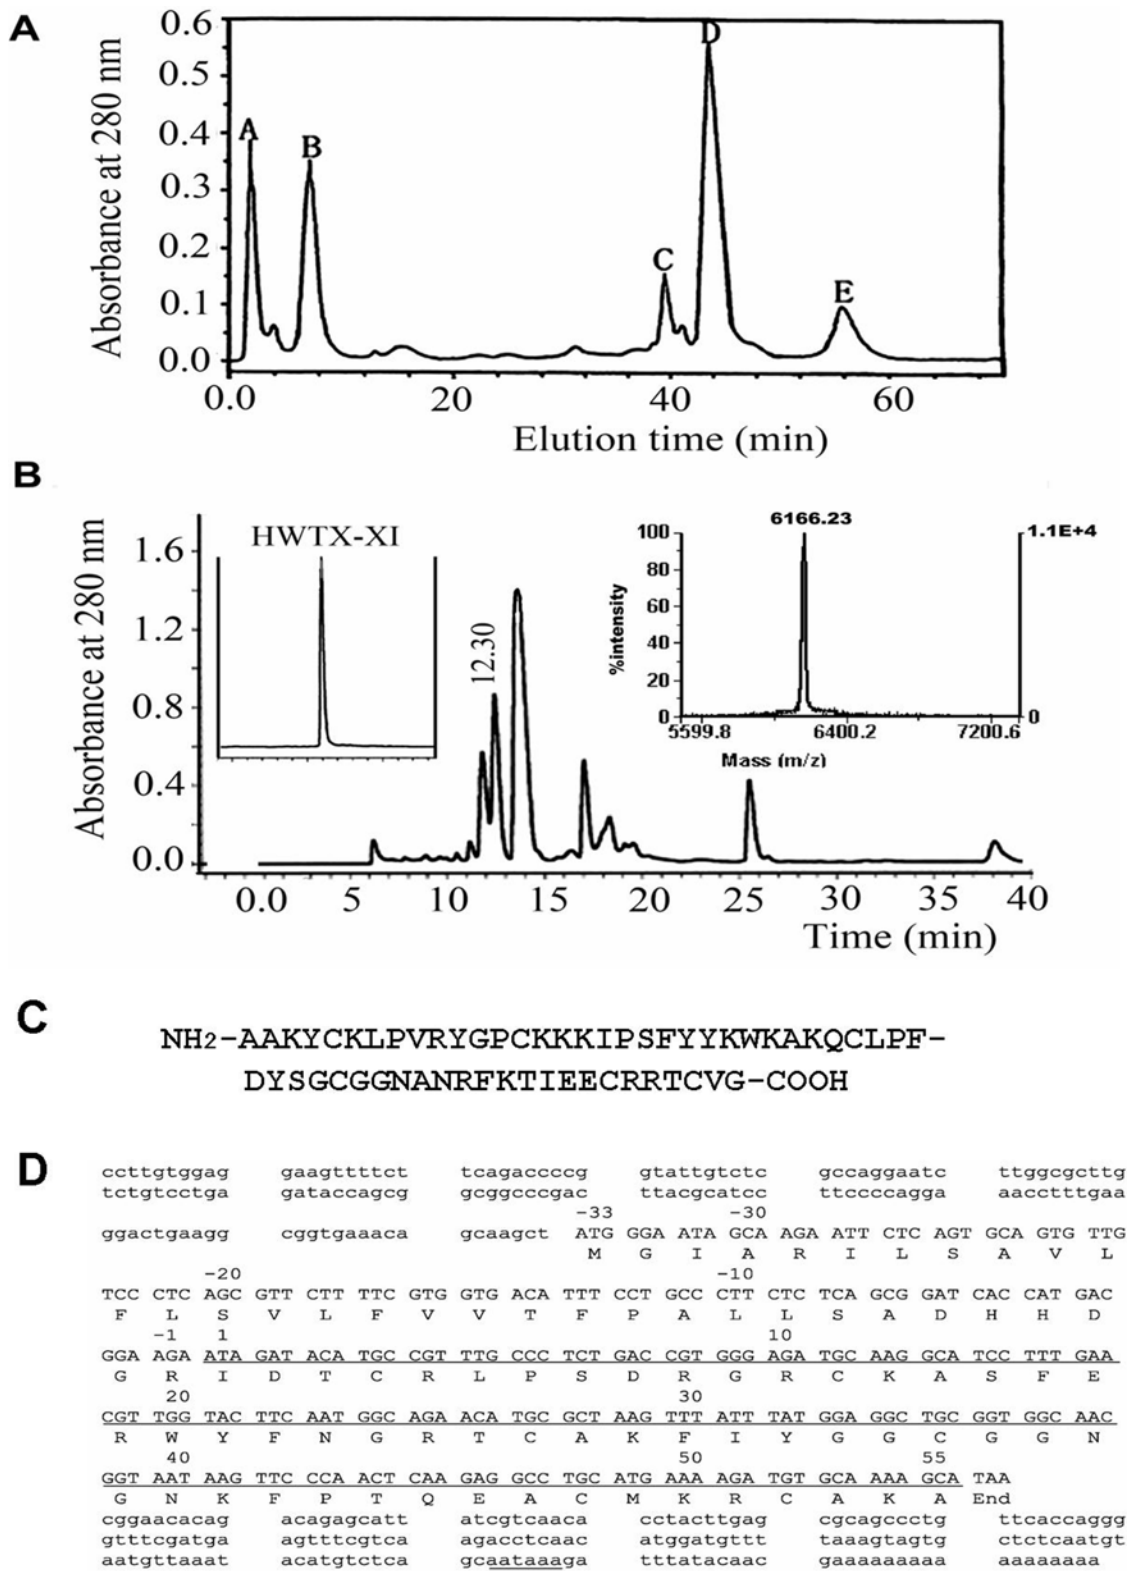 A
Absorbance at 280 nm
0.6
0.5
0.4
0.3
0.2
0.1
0.0
A
B
C
D
E
0.0 20 40 60
Elution time (min)
B
Absorbance at 280 nm
1.6
1.2
0.8
0.4
0.0
HWTX-XI
12.30
6166.23
%intensity
100
80
60
40
20
0
1.1E+4
0
5599.8 6400.2 7200.6
Mass (m/z)
0.0 5 10 15 20 25 30 35 40
Time (min)
C
NH2-AAKYCKLPVRYGPCKKKIPSFYYKWKAKQCLPF-
DYSGCGGNANRFKTIEECRRTCVG-COOH
D
ccttgtggag gaagttttct tcagaccccg gtattgtctc gccaggaatc ttggcgcttg
tctgtcctga gataccagcg gcggcccgac ttacgcatcc ttccccagga aacctttgaa
-33 -30
ggactgaagg cggtgaaaca gcaagct ATG GGA ATA GCA AGA ATT CTC AGT GCA GTG TTG
M G I A R I L S A V L
-20 -10
TCC CTC AGC GTT CTT TTC GTG GTG ACA TTT CCT GCC CTT CTC TCA GCG GAT CAC CAT GAC
F L S V L F V V T F P A L L S A D H H D
-1 1 10
GGA AGA ATA GAT ACA TGC CGT TTG CCC TCT GAC CGT GGG AGA TGC AAG GCA TCC TTT GAA
G R I D T C R L P S D R G R C K A S F E
20 30
CGT TGG TAC TTC AAT GGC AGA ACA TGC GCT AAG TTT ATT TAT GGA GGC TGC GGT GGC AAC
R W Y F N G R T C A K F I Y G G C G G N
40 50 55
GGT AAT AAG TTC CCA ACT CAA GAG GCC TGC ATG AAA AGA TGT GCA AAA GCA TAA
G N K F P T Q E A C M K R C A K A End
cggaacacag acagagcatt atcgtcaaca cctacttgag cgcagccctg ttcaccaggg
gtttcgatga agtttcgtca agacctcaac atggatgttt taaagtagtg ctctcaatgt
aatgttaaat acatgtctca gcaataaaga tttatacaac gaaaaaaaaa aaaaaaaa